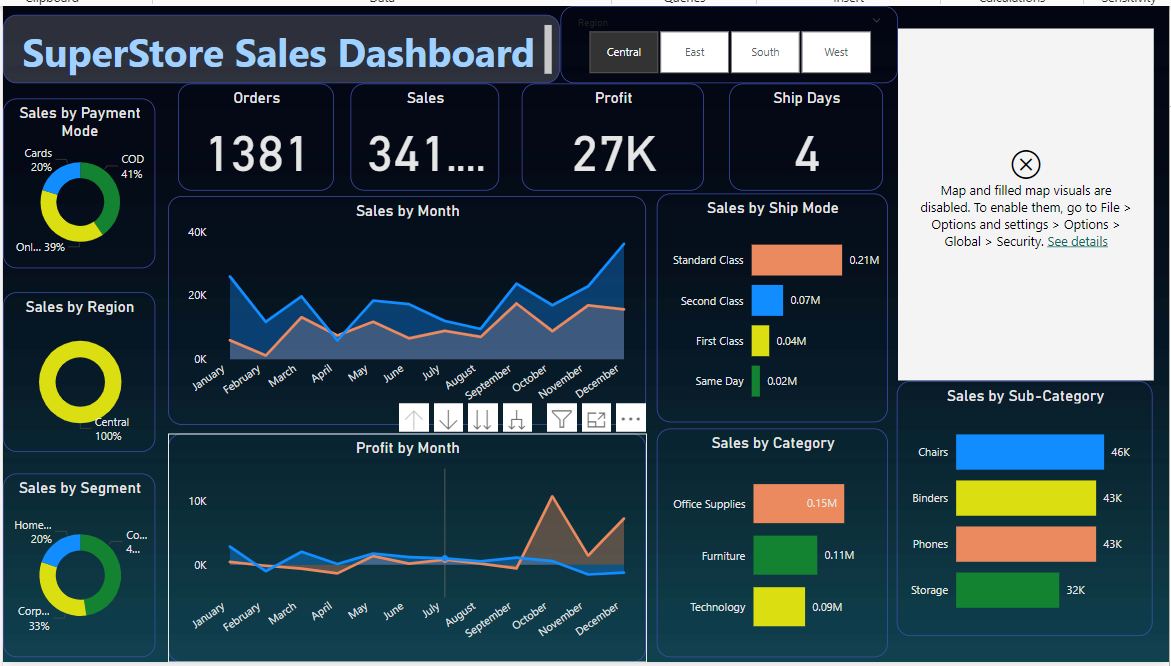 Clipboard
Data
Queries
Insert
Calculations
Sensitivity
SuperStore Sales Dashboard
Region
Central
East
South
West
Orders
1381
Sales
341....
Profit
27K
Ship Days
4
Sales by Payment
Mode
Cards
20%
COD
41%
Onl... 39%
Sales by Region
Central
100%
Sales by Segment
Home...
20%
Co...
4...
Corp...
33%
Sales by Month
40K
20K
0K
January
February
March
April
May
June
July
August
September
October
November
December
Profit by Month
10K
0K
January
February
March
April
May
June
July
August
September
October
November
December
Sales by Ship Mode
Standard Class
0.21M
Second Class
0.07M
First Class
0.04M
Same Day
0.02M
Sales by Category
Office Supplies
0.15M
Furniture
0.11M
Technology
0.09M
Map and filled map visuals are
disabled. To enable them, go to File >
Options and settings > Options >
Global > Security. See details
Sales by Sub-Category
Chairs
46K
Binders
43K
Phones
43K
Storage
32K